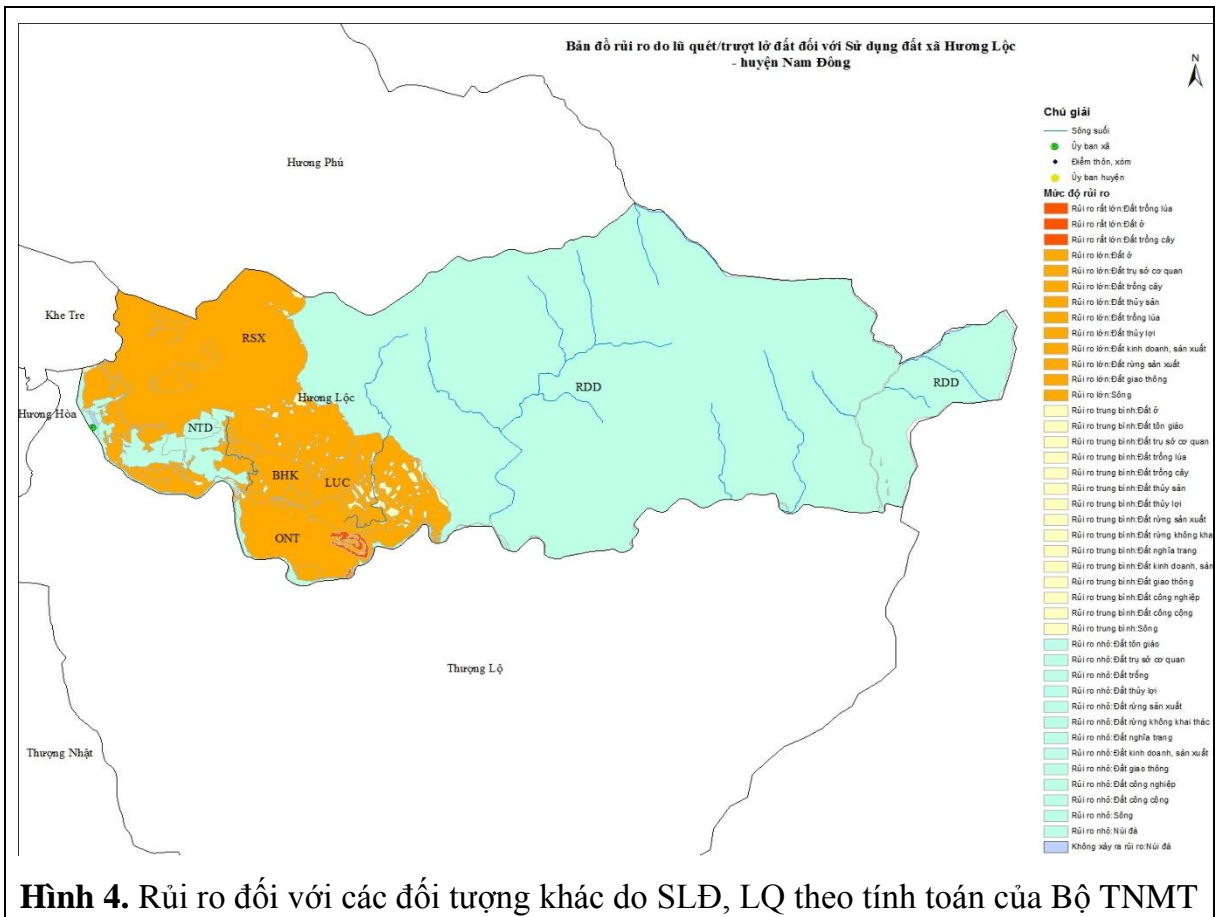 Bản đồ rủi ro do lũ quét/trượt lở đất đối với Sử dụng đất xã Hương Lộc
- huyện Nam Đông
N
Chú giải
Sông suối
Ủy ban xã
Điểm thôn, xóm
Ủy ban huyện
Mức độ rủi ro
Rủi ro rất lớn:Đất trồng lúa
Rủi ro rất lớn:Đất ở
Rủi ro rất lớn:Đất trồng cây
Rủi ro lớn:Đất ở
Rủi ro lớn:Đất trụ sở cơ quan
Rủi ro lớn:Đất trồng cây
Rủi ro lớn:Đất thủy sản
Rủi ro lớn:Đất trồng lúa
Rủi ro lớn:Đất thủy lợi
Rủi ro lớn:Đất kinh doanh, sản xuất
Rủi ro lớn:Đất rừng sản xuất
Rủi ro lớn:Đất giao thông
Rủi ro lớn:Sông
Rủi ro trung bình:Đất ở
Rủi ro trung bình:Đất tôn giáo
Rủi ro trung bình:Đất trụ sở cơ quan
Rủi ro trung bình:Đất trồng lúa
Rủi ro trung bình:Đất trồng cây
Rủi ro trung bình:Đất thủy sản
Rủi ro trung bình:Đất thủy lợi
Rủi ro trung bình:Đất rừng sản xuất
Rủi ro trung bình:Đất rừng không kha
Rủi ro trung bình:Đất nghĩa trang
Rủi ro trung bình:Đất kinh doanh, sản
Rủi ro trung bình:Đất giao thông
Rủi ro trung bình:Đất công nghiệp
Rủi ro trung bình:Đất công cộng
Rủi ro trung bình:Sông
Rủi ro nhỏ:Đất tôn giáo
Rủi ro nhỏ:Đất trụ sở cơ quan
Rủi ro nhỏ:Đất trồng
Rủi ro nhỏ:Đất thủy lợi
Rủi ro nhỏ:Đất rừng sản xuất
Rủi ro nhỏ:Đất rừng không khai thác
Rủi ro nhỏ:Đất nghĩa trang
Rủi ro nhỏ:Đất kinh doanh, sản xuất
Rủi ro nhỏ:Đất giao thông
Rủi ro nhỏ:Đất công nghiệp
Rủi ro nhỏ:Đất công cộng
Rủi ro nhỏ:Sông
Rủi ro nhỏ:Núi đá
Không xảy ra rủi ro:Núi đá
Hương Phú
Khe Tre
RSX
Hương Hòa
Hương Lộc
RDD
RDD
NTD
BHK
LUC
ONT
Thượng Lộ
Thượng Nhật
Hình 4. Rủi ro đối với các đối tượng khác do SLĐ, LQ theo tính toán của Bộ TNMT